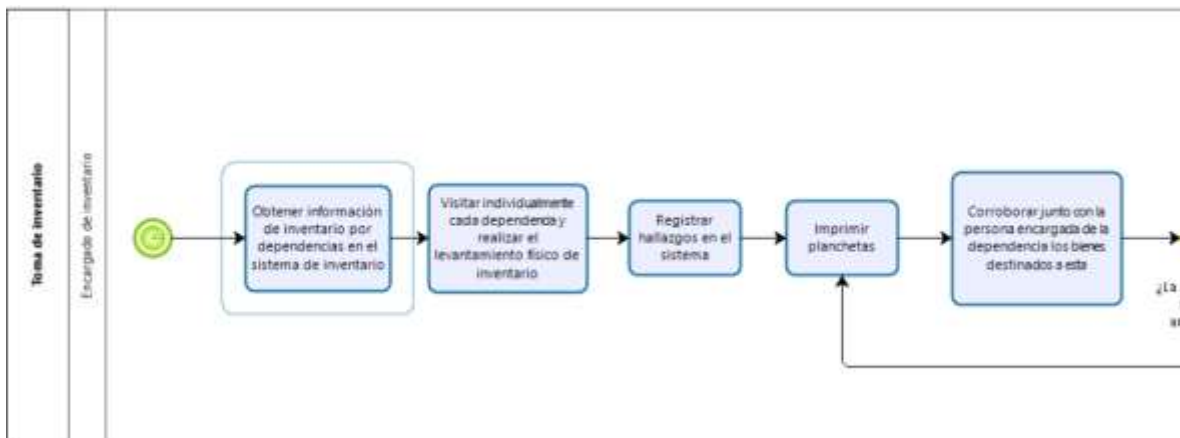 Toma de inventario
Encargado de inventario
Obtener información
de inventario por
dependencias en el
sistema de inventario
Visitar individualmente
cada dependencia y
realizar el
levantamiento físico de
inventario
Registrar
hallazgos en el
sistema
Imprimir
planchetas
Corroborar junto con la
persona encargada de la
dependencia los bienes
destinados a esta
¿La